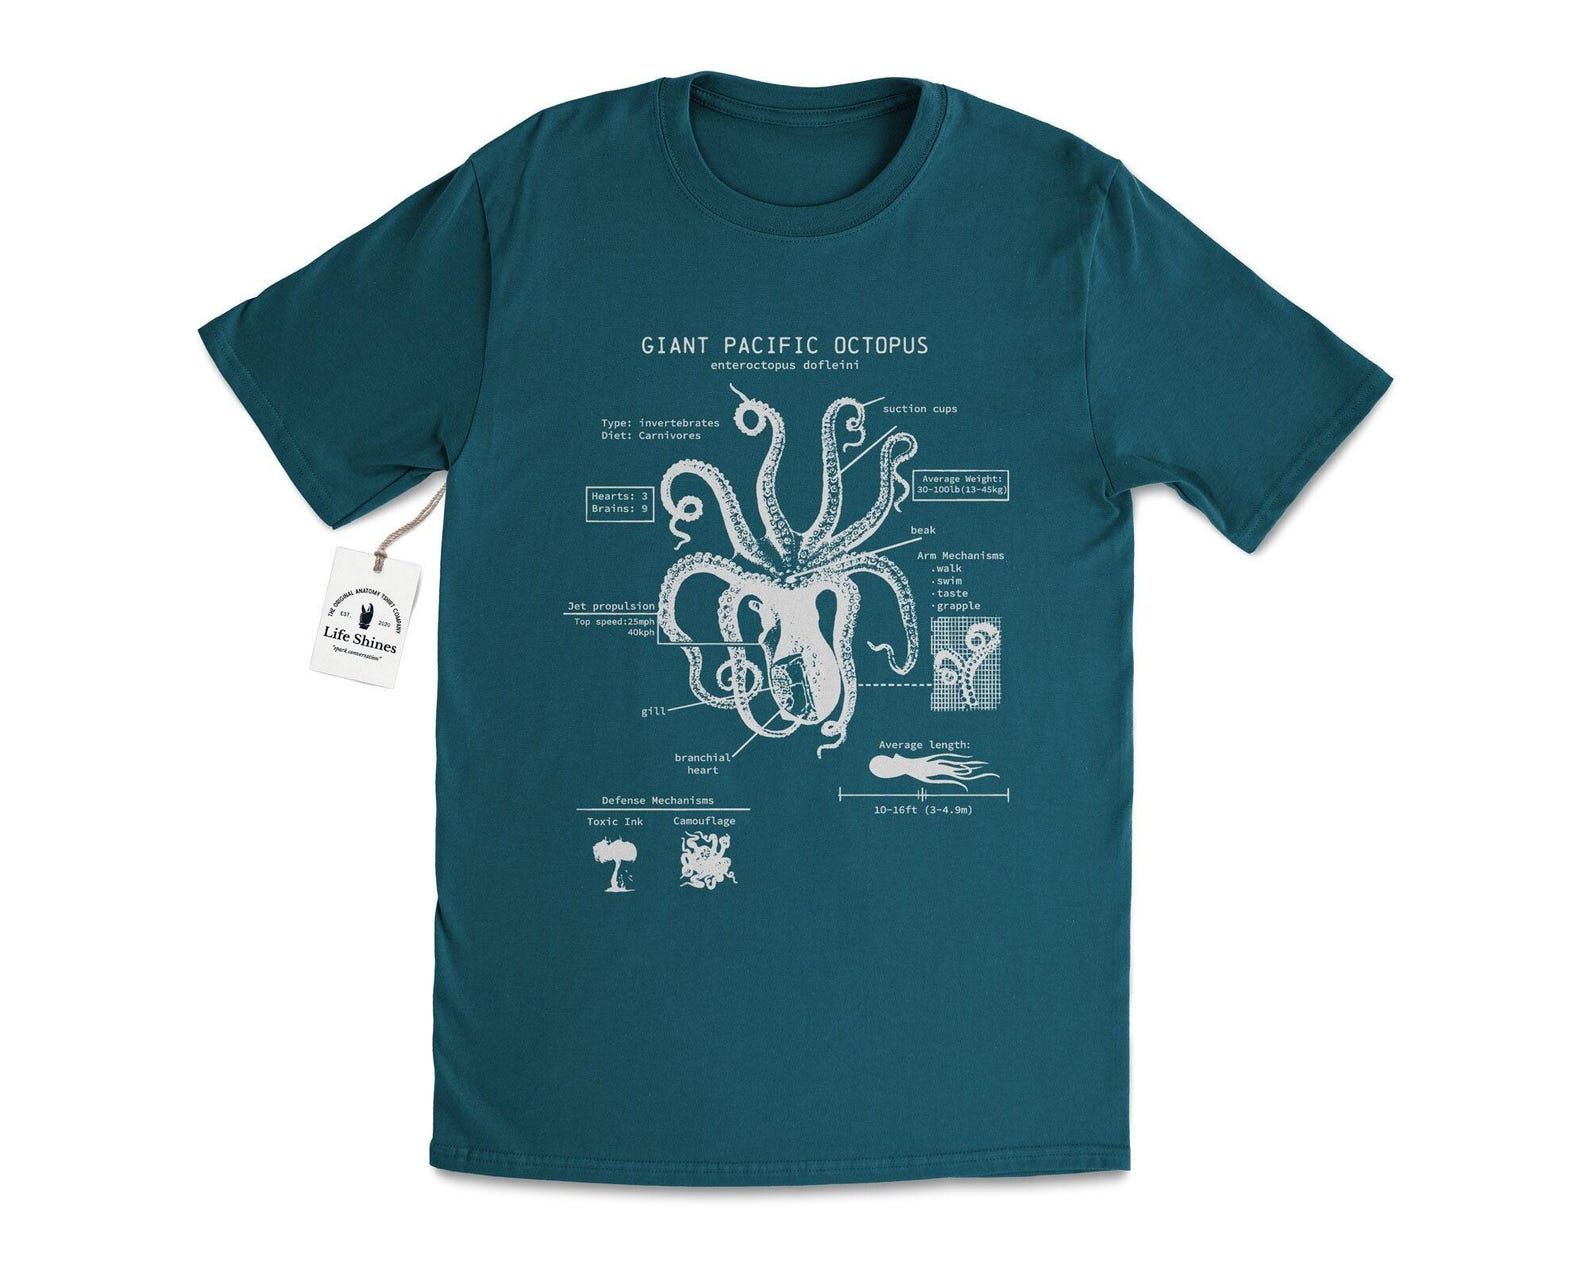 GIANT PACIFIC OCTOPUS
enteroctopus dofleini
suction cups
Type: invertebrates
Diet: Carnivores
Average Weight:
30-100lb(13-45kg)
Hearts: 3
Brains: 9
beak
Arm Mechanisms
.walk
.swim
.taste
.grapple
Jet propulsion
Top speed:25mph
40kph
gill
branchial
heart
Average length:
10-16ft (3-4.9m)
Defense Mechanisms
Toxic Ink
Camouflage
THE ORIGINAL ANATOMY TSHIRT COMPANY
EST. 2020
Life Shines
"spark conversation"